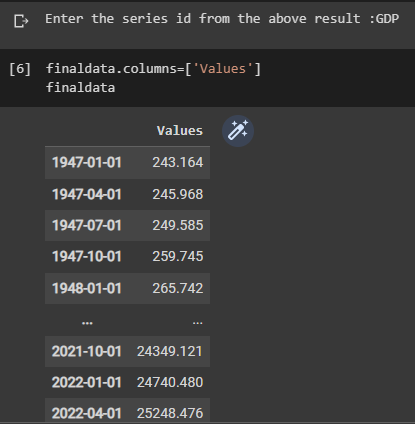 Enter the series id from the above result :GDP
[6] finaldata.columns=['Values']
finaldata
Values
1947-01-01 243.164
1947-04-01 245.968
1947-07-01 249.585
1947-10-01 259.745
1948-01-01 265.742
... ...
2021-10-01 24349.121
2022-01-01 24740.480
2022-04-01 25248.476